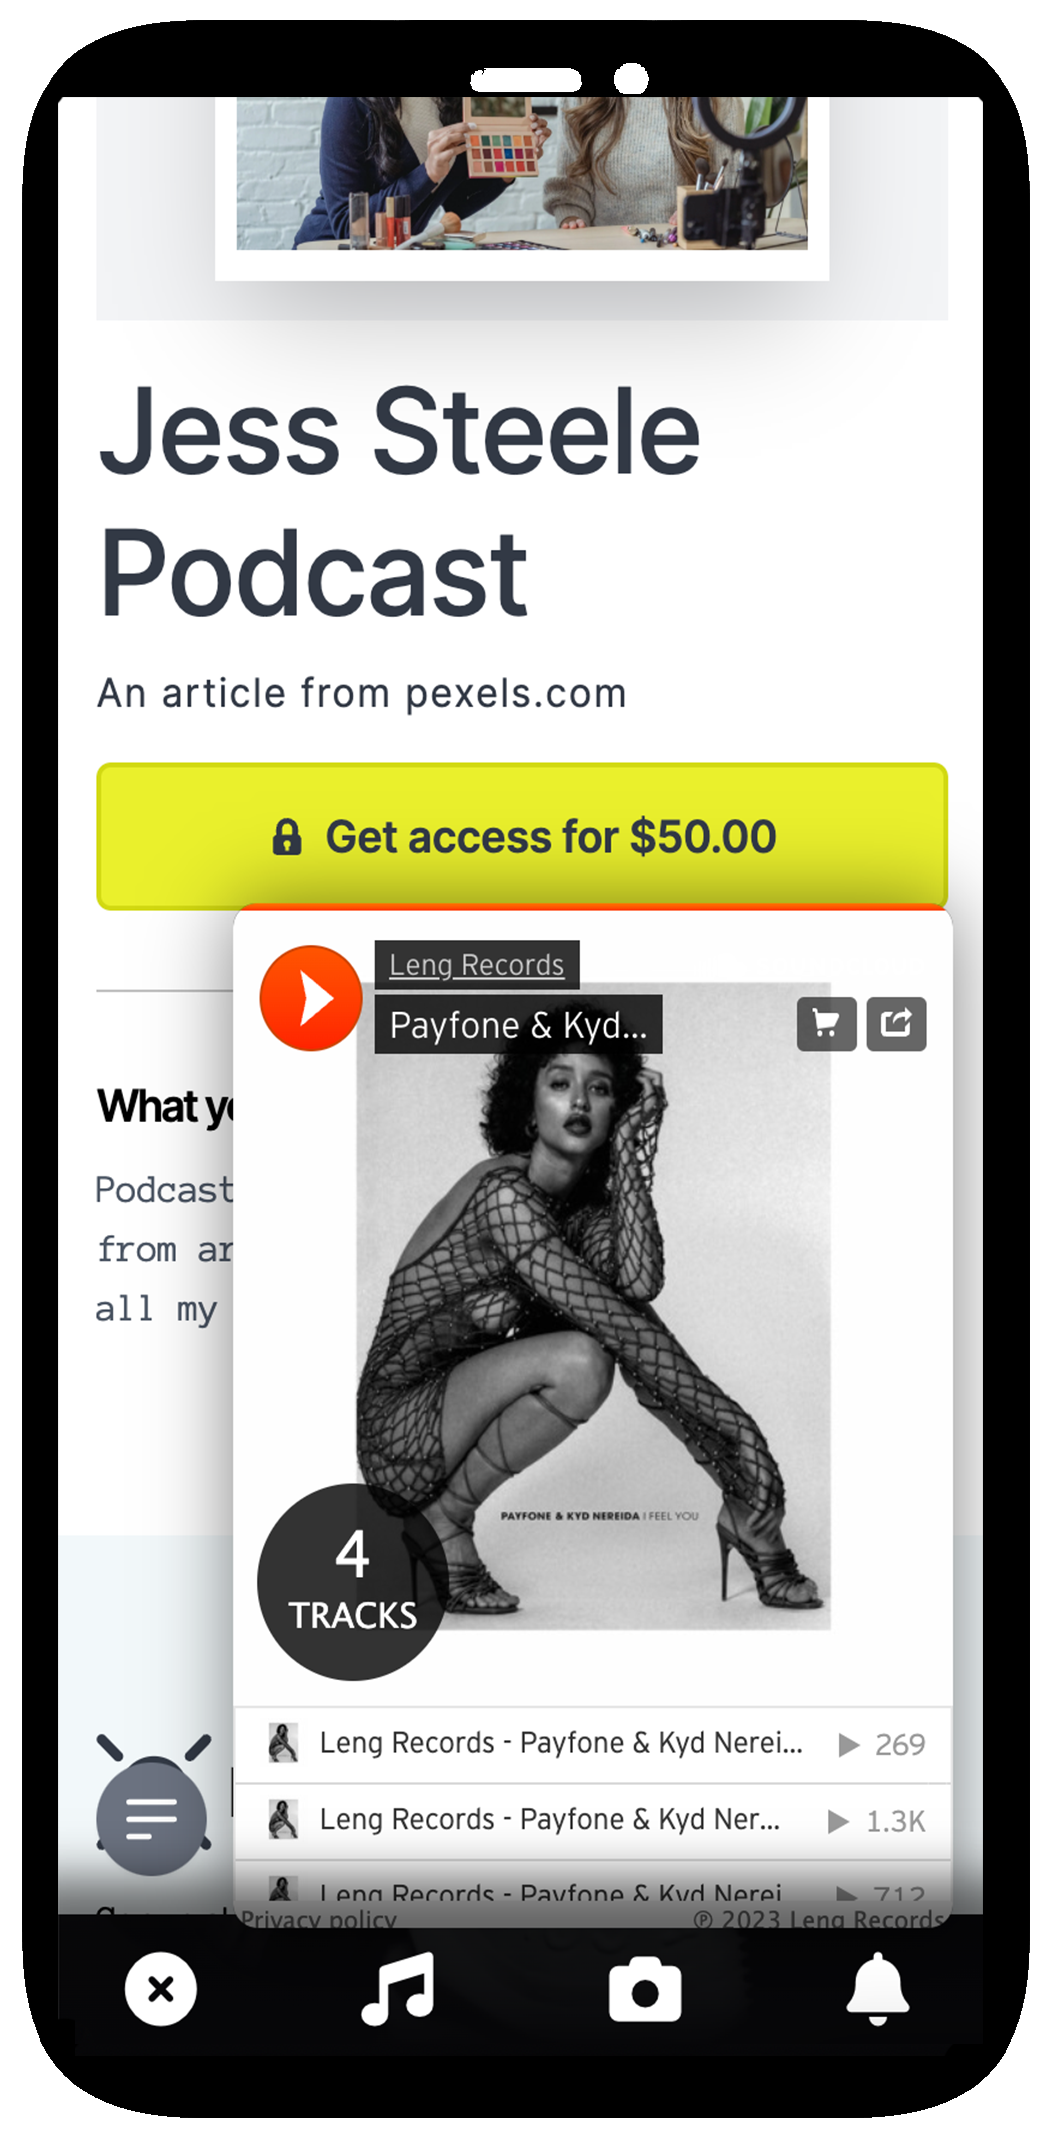 Jess Steele
Podcast
An article from pexels.com
Get access for $50.00
Leng Records
Payfone & Kyd...
What
Podcast
from
all my
PAYFONE & KYD NEREIDA I FEEL YOU
4
TRACKS
Leng Records - Payfone & Kyd Nerei... 269
Leng Records - Payfone & Kyd Ner... 1.3K
Leng Records - Payfone & Kyd Nerei 712
Privacy policy ℗ 2023 Leng Records